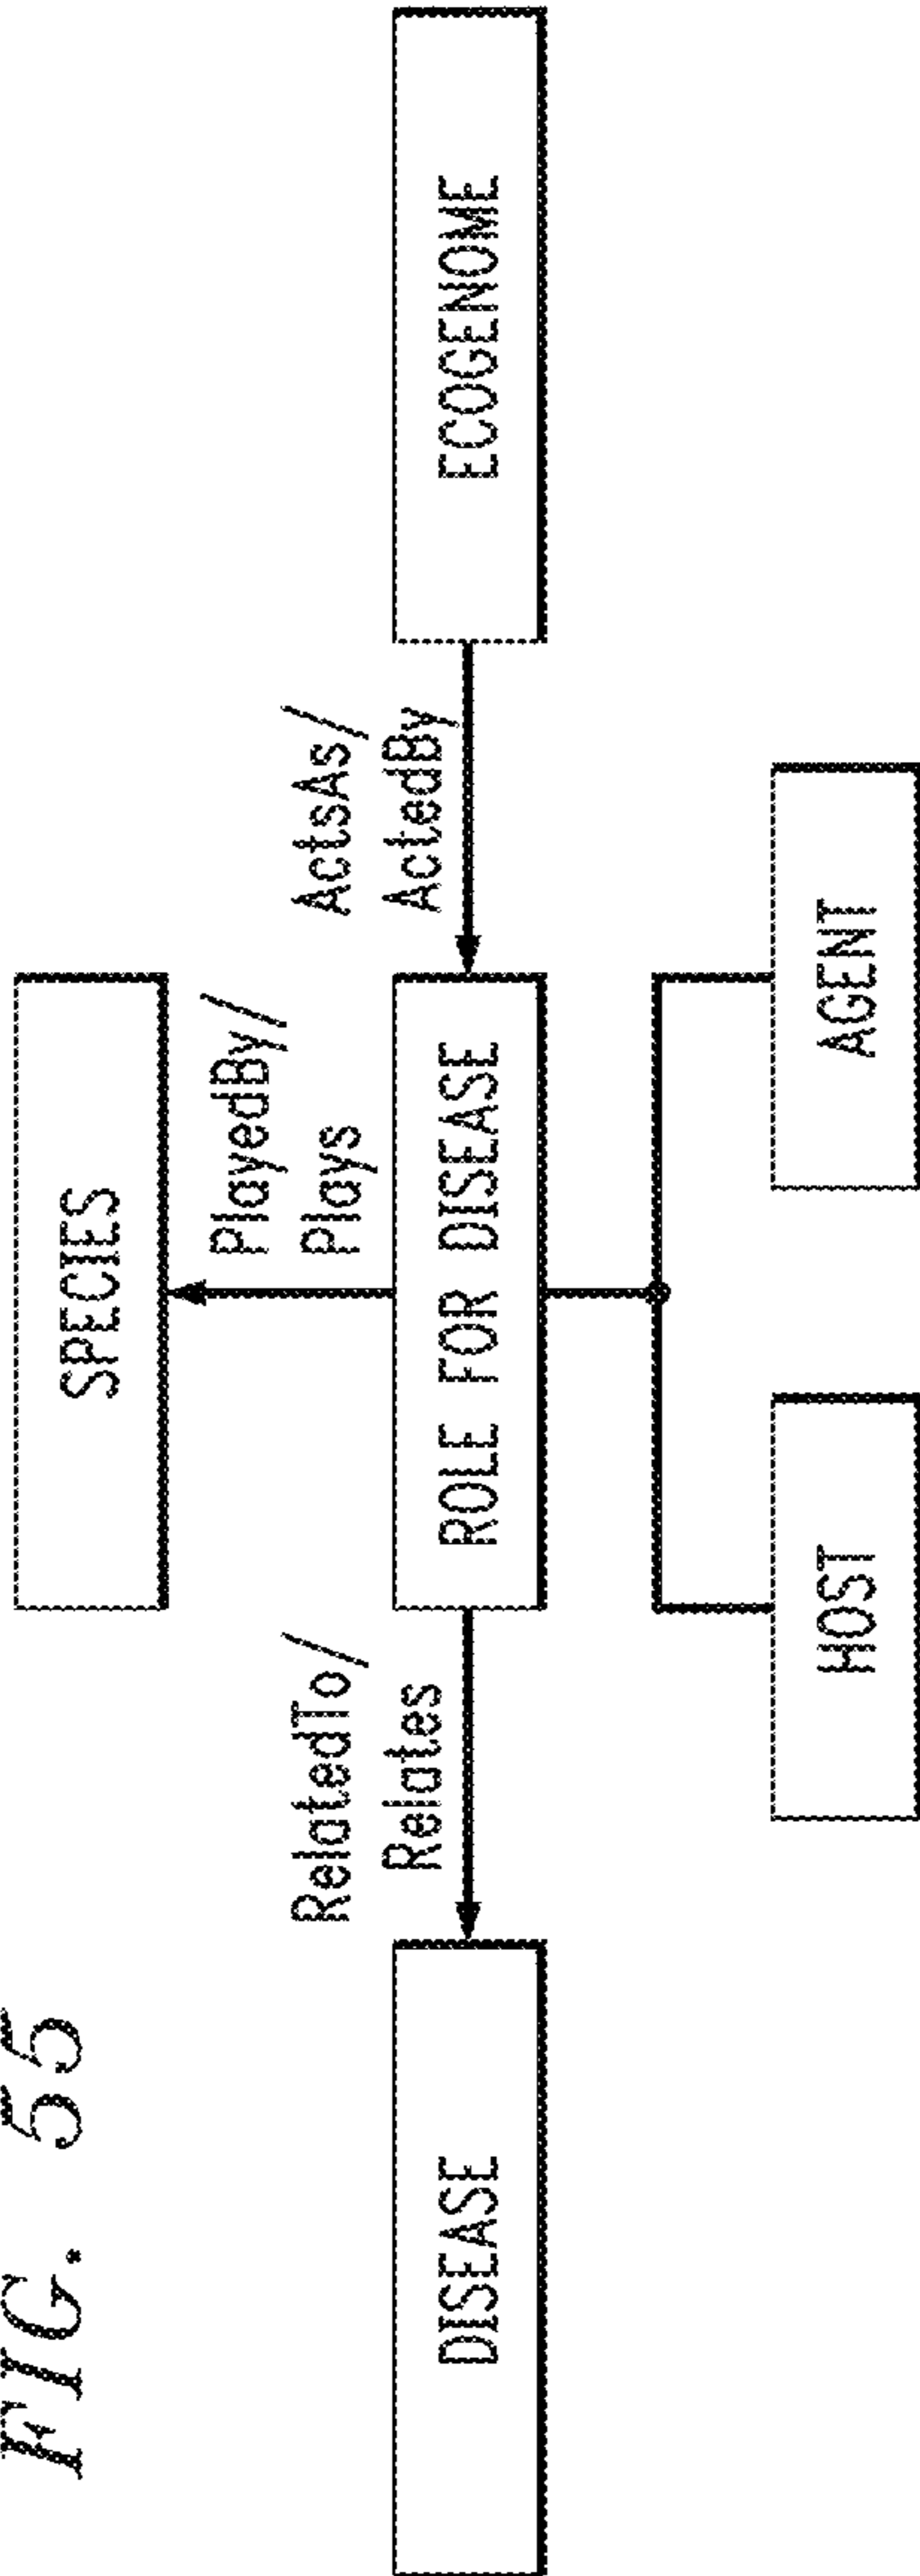 FIG. 55
SPECIES
PlayedBy/
Plays
RelatedTo/
Relates
ActsAs/
ActedBy
DISEASE
ROLE FOR DISEASE
ECOGENOME
HOST
AGENT